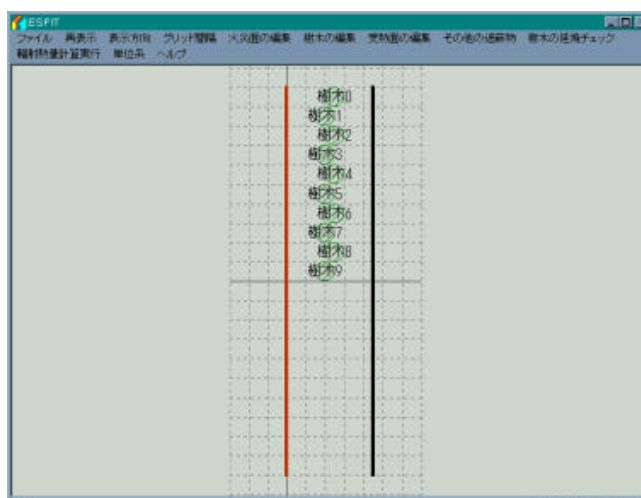 ESFIT
ファイル 再表示 表示方向 グリッド間隔 火災面の編集 樹木の編集 受熱面の編集 その他の遮蔽物 樹木の延焼チェック
輻射熱量計算実行 単位系 ヘルプ
樹木0
樹木1
樹木2
樹木3
樹木4
樹木5
樹木6
樹木7
樹木8
樹木9